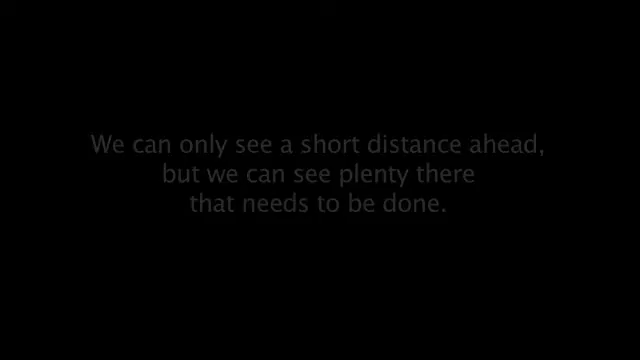 We can only see a short distance ahead,
but we can see plenty there
that needs to be done.